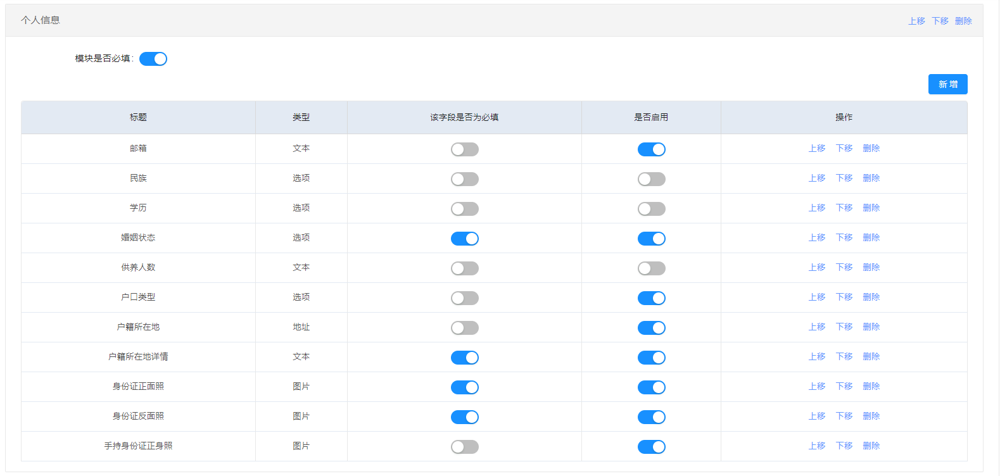 个人信息 上移 下移 删除
模块是否必填:
新 增
标题 类型 该字段是否为必填 是否启用 操作
邮箱 文本 上移 下移 删除
民族 选项 上移 下移 删除
学历 选项 上移 下移 删除
婚姻状态 选项 上移 下移 删除
供养人数 文本 上移 下移 删除
户口类型 选项 上移 下移 删除
户籍所在地 地址 上移 下移 删除
户籍所在地详情 文本 上移 下移 删除
身份证正面照 图片 上移 下移 删除
身份证反面照 图片 上移 下移 删除
手持身份证正身照 图片 上移 下移 删除